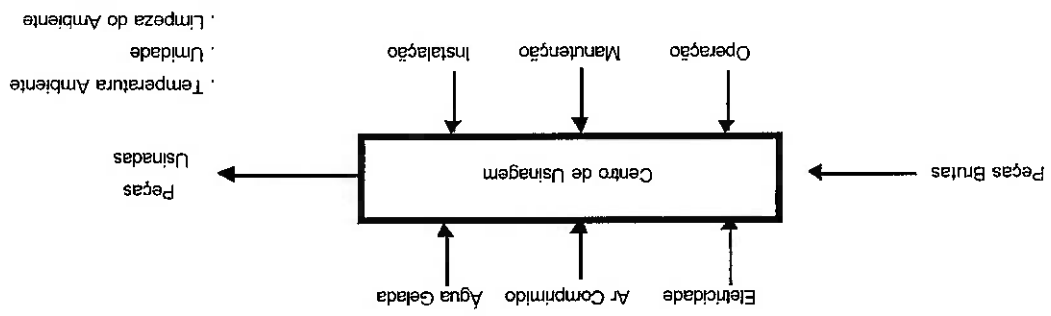 Eletricidade
Ar Comprimido
Água Gelada
Peças Brutas
Centro de Usinagem
Peças
Usinadas
Operação
Manutenção
Instalação
. Temperatura Ambiente
. Umidade
. Limpeza do Ambiente